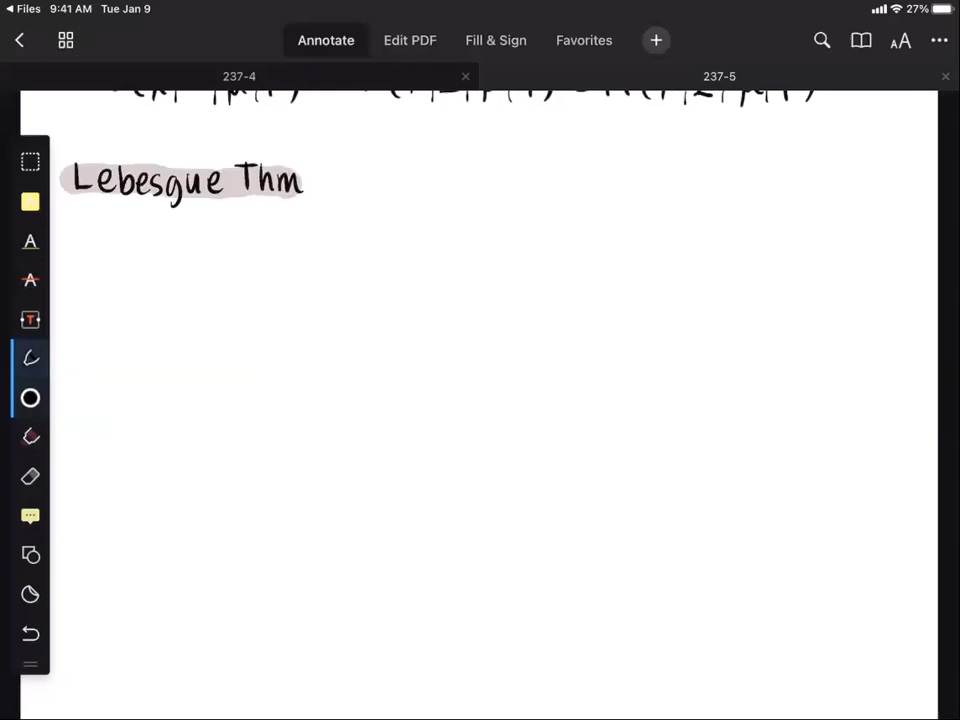 Files 9:41 AM Tue Jan 9 27%
Annotate Edit PDF Fill & Sign Favorites
237-4 237-5
Lebesgue Thm